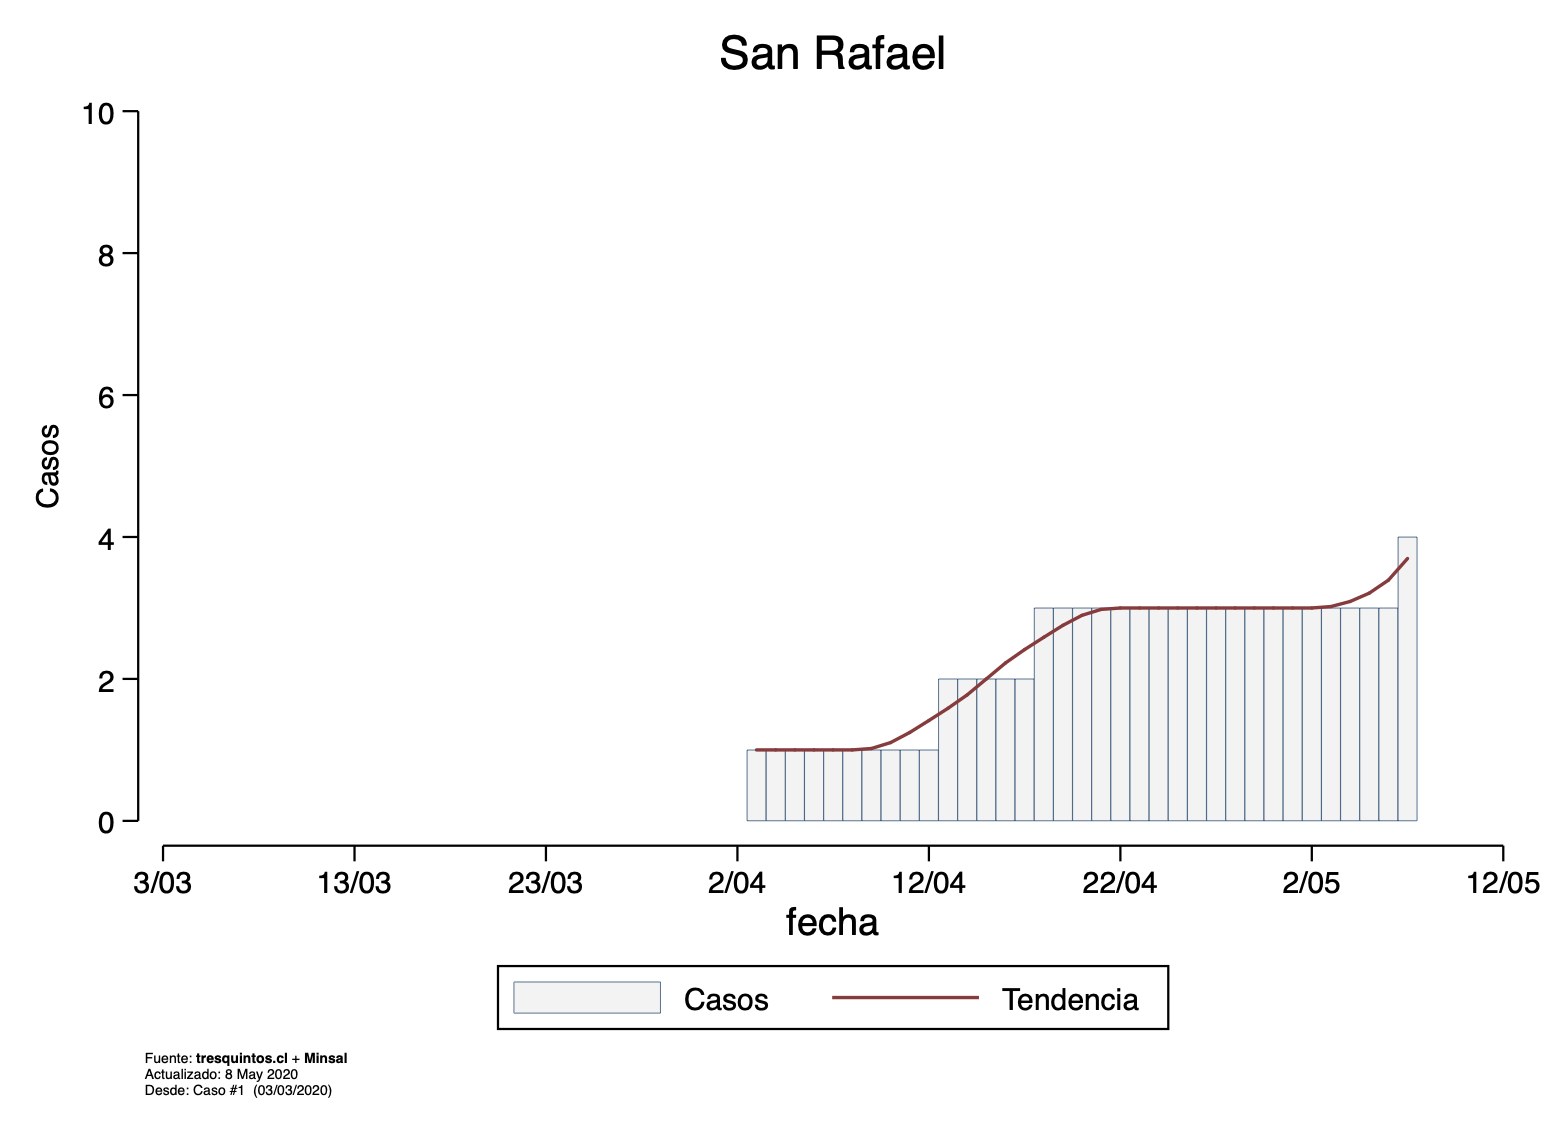 San Rafael
10
8
6
4
2
0
Casos
3/03 13/03 23/03 2/04 12/04 22/04 2/05 12/05
fecha
Casos Tendencia
Fuente: tresquintos.cl + Minsal
Actualizado: 8 May 2020
Desde: Caso #1 (03/03/2020)